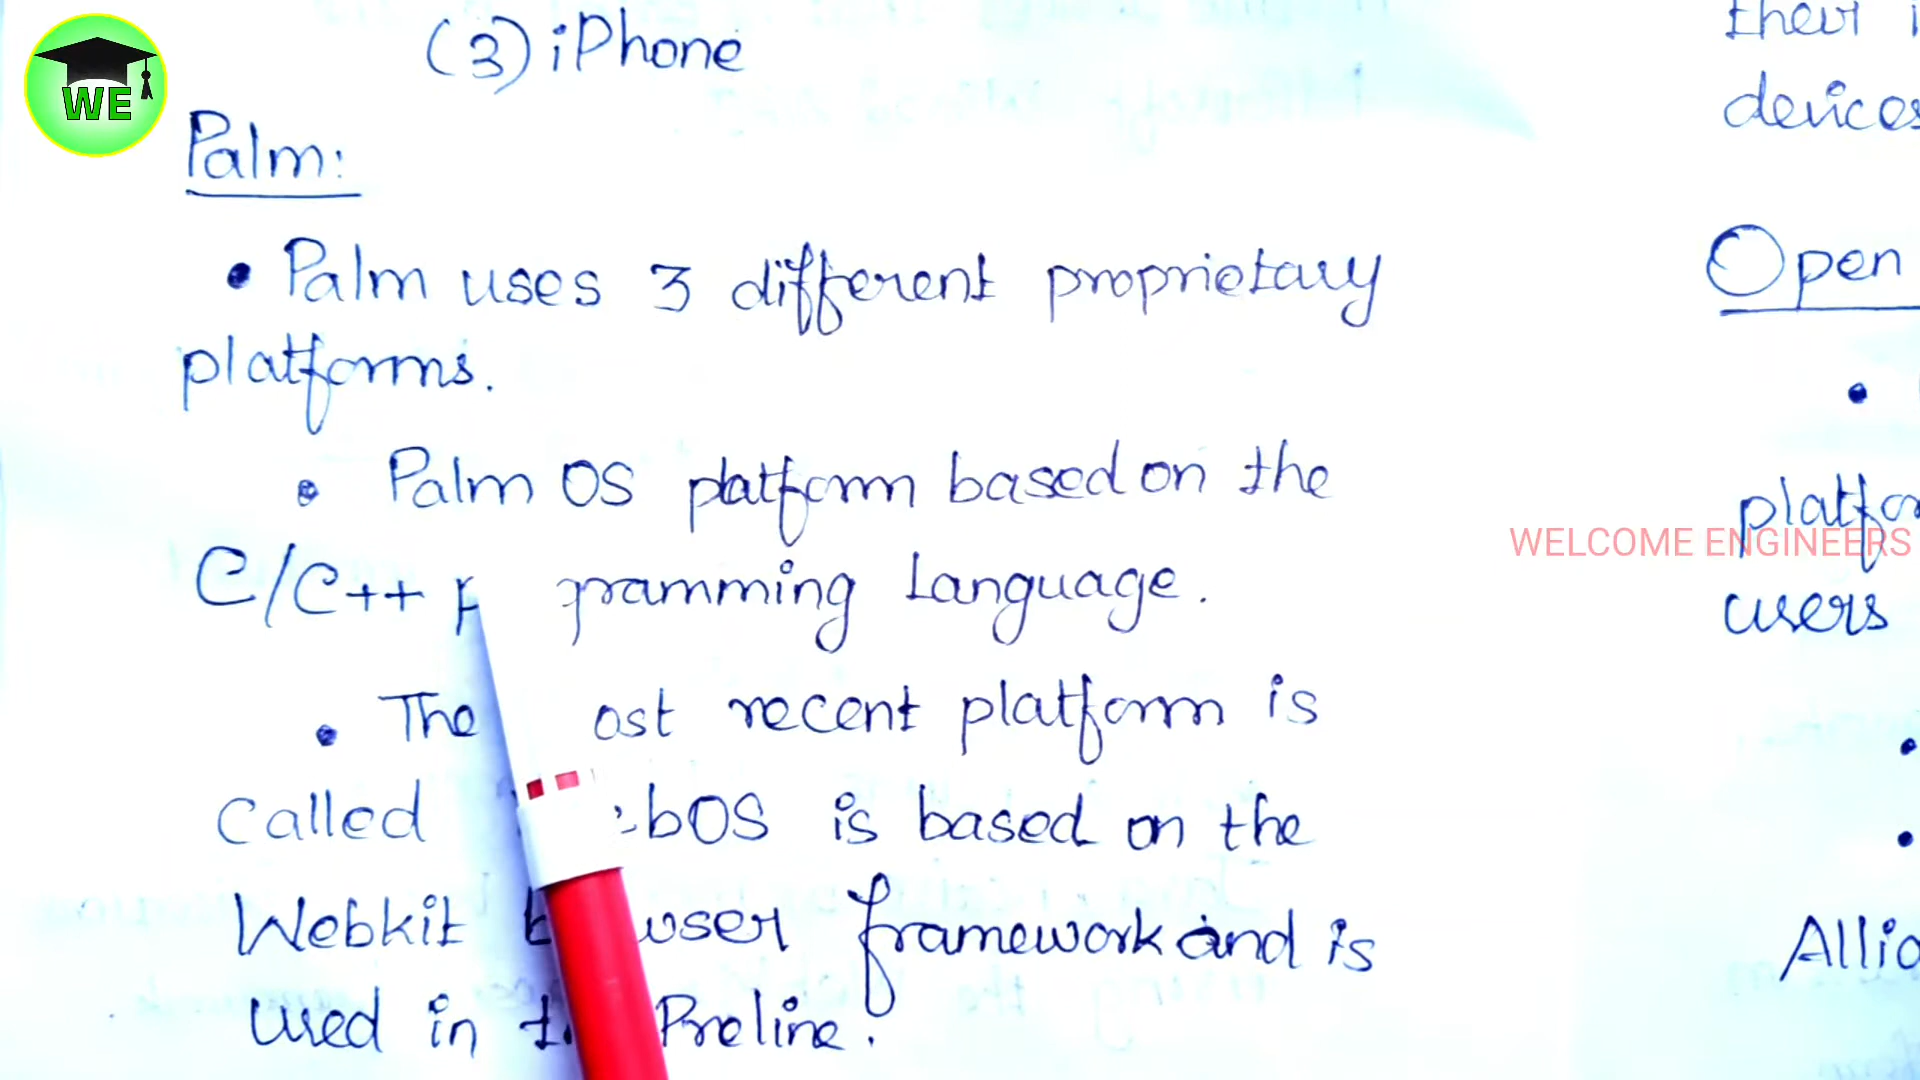 (3) iPhone
WE
Palm:
• Palm uses 3 different proprietary
platforms.
• Palm OS platform based on the
C/C++ gramming Language.
• The ost recent platform is
Called bOS is based on the
Webkit user framework and is
used in Preline.
their
devices
Open
•
platfo
WELCOME ENGINEERS
users
•
•
Allia